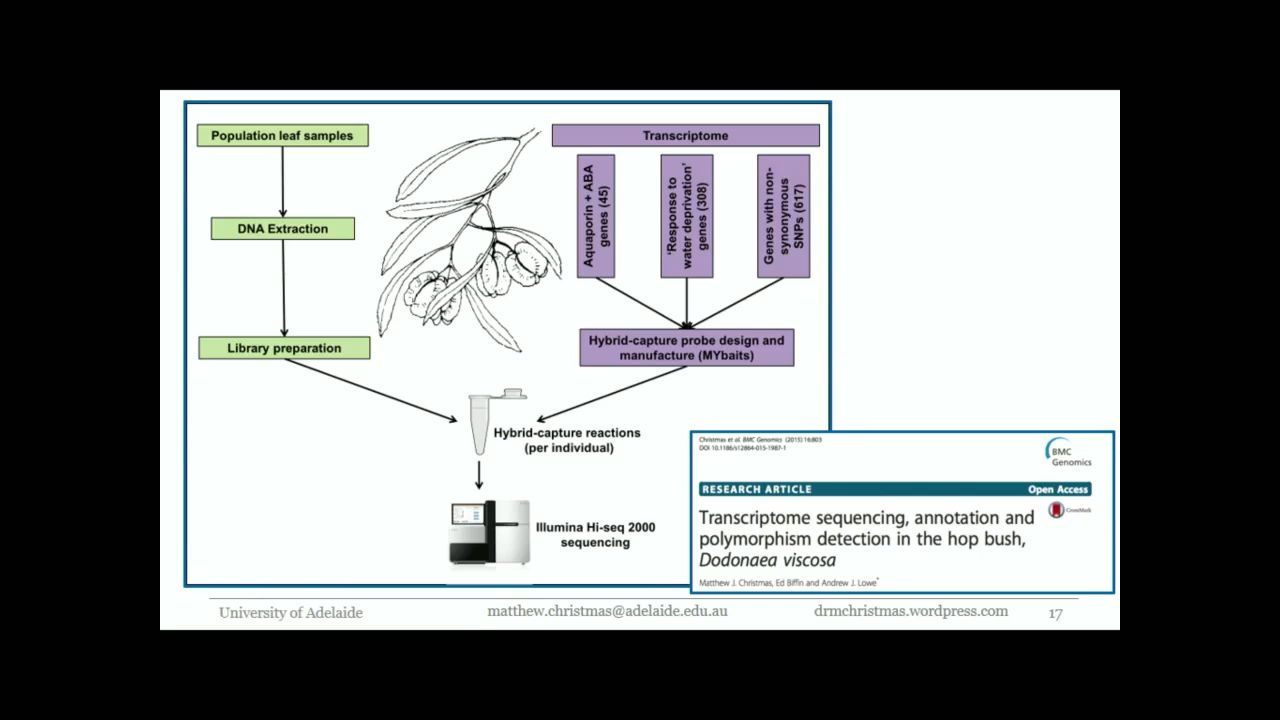 Population leaf samples
DNA Extraction
Library preparation
Transcriptome
Aquaporin + ABA
genes (45)
'Response to
water deprivation'
genes (308)
Genes with non-
synonymous
SNPs (617)
Hybrid-capture probe design and
manufacture (MYbaits)
Hybrid-capture reactions
(per individual)
Illumina Hi-seq 2000
sequencing
Christmas et al. BMC Genomics (2015) 16:803
DOI 10.1186/s12864-015-1987-1
BMC
Genomics
RESEARCH ARTICLE
Open Access
CrossMark
Transcriptome sequencing, annotation and
polymorphism detection in the hop bush,
Dodonaea viscosa
Matthew J. Christmas, Ed Biffin and Andrew J. Lowe*
University of Adelaide
matthew.christmas@adelaide.edu.au
drmchristmas.wordpress.com
17